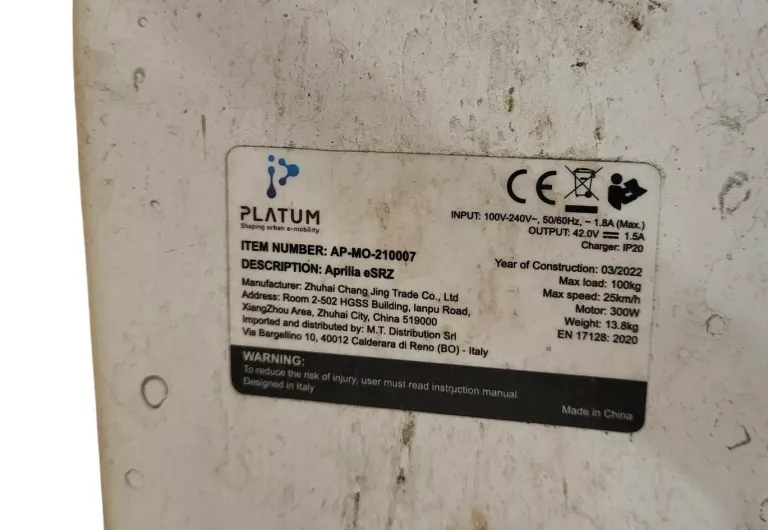 PLATUM
Shaping urban e-mobility
ITEM NUMBER: AP-MO-210007
DESCRIPTION: Aprilia eSRZ
Manufacturer: Zhuhai Chang Jing Trade Co., Ltd
Address: Room 2-502 HGSS Building, Ianpu Road,
XiangZhou Area, Zhuhai City, China 519000
Imported and distributed by: M.T. Distribution Srl
Via Bargellino 10, 40012 Calderara di Reno (BO) - Italy
CE
INPUT: 100V-240V~, 50/60Hz, ~ 1.8A (Max.)
OUTPUT: 42.0V ⎓ 1.5A
Charger: IP20
Year of Construction: 03/2022
Max load: 100kg
Max speed: 25km/h
Motor: 300W
Weight: 13.8kg
EN 17128: 2020
WARNING:
To reduce the risk of injury, user must read instruction manual.
Designed in Italy
Made in China